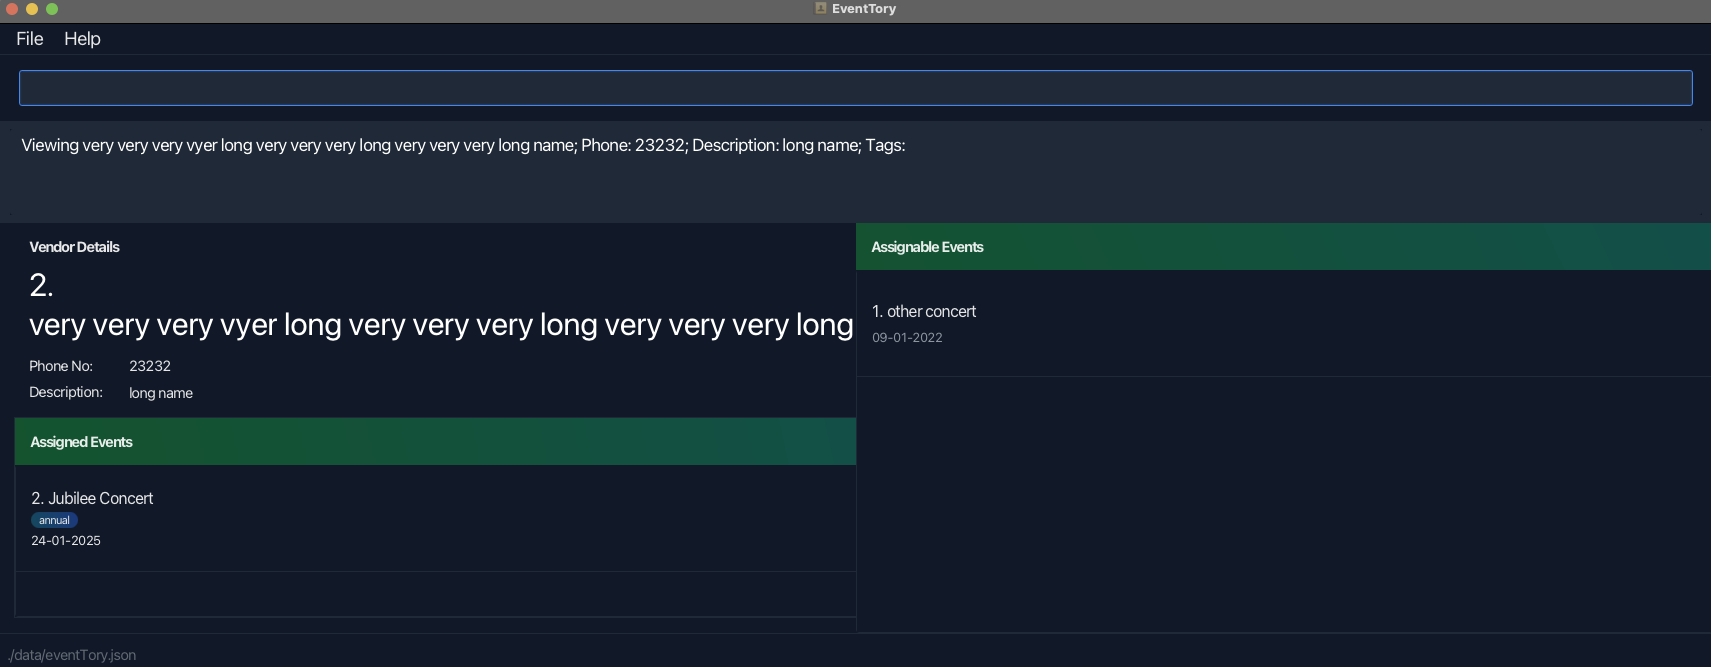 EventTory
File Help
Viewing very very very vyer long very very very long very very very long name; Phone: 23232; Description: long name; Tags:
Vendor Details
2.
very very very vyer long very very very long very very very long
Phone No: 23232
Description: long name
Assigned Events
2. Jubilee Concert
annual
24-01-2025
Assignable Events
1. other concert
09-01-2022
./data/eventTory.json